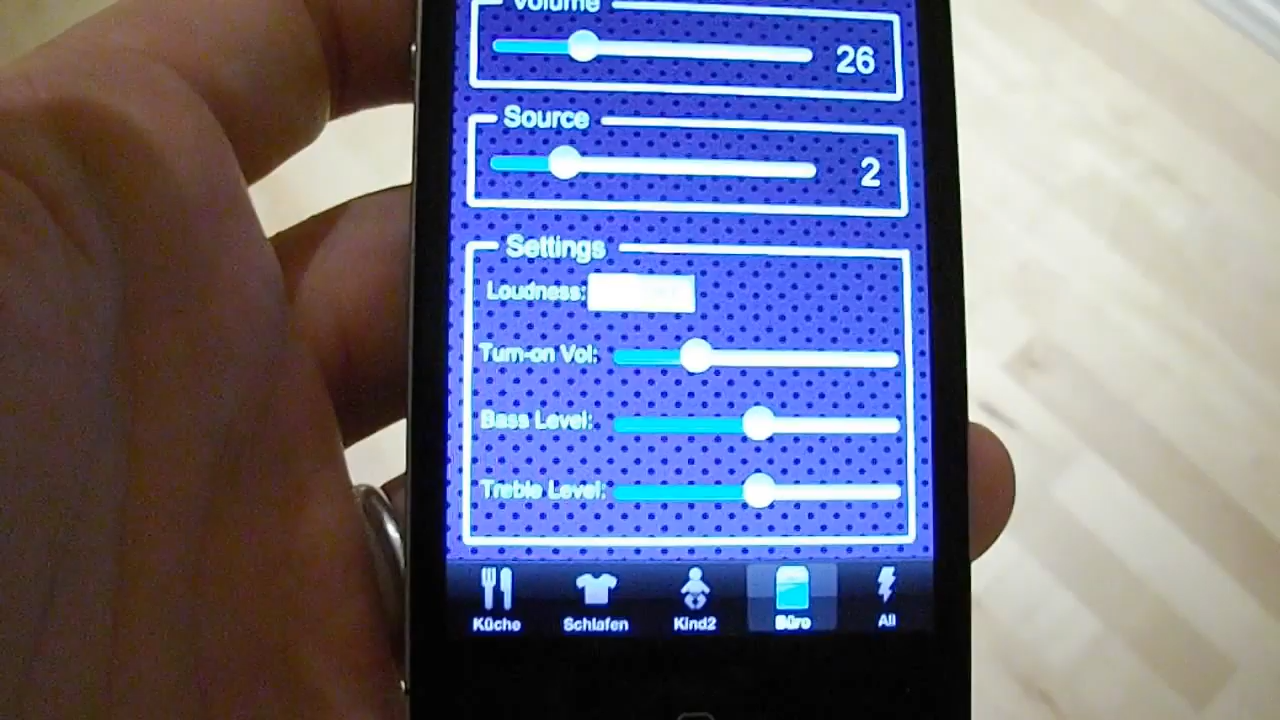 Volume
26
Source
2
Settings
Loudness:
Turn-on Vol:
Bass Level:
Treble Level:
Küche Schlafen Kind2 Büro All